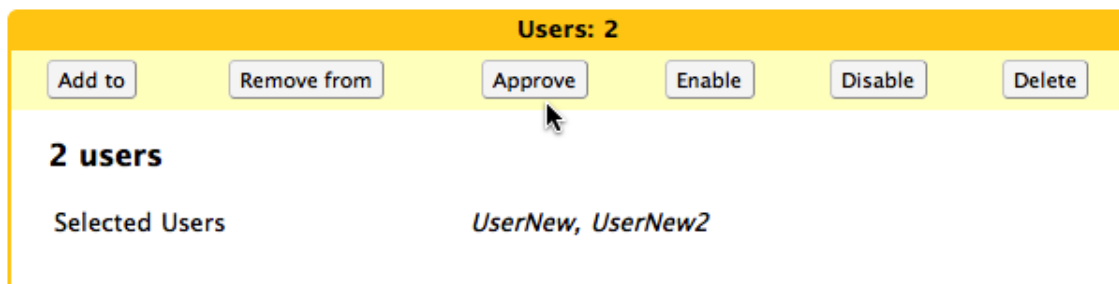 Users: 2
Add to Remove from Approve Enable Disable Delete
2 users
Selected Users UserNew, UserNew2